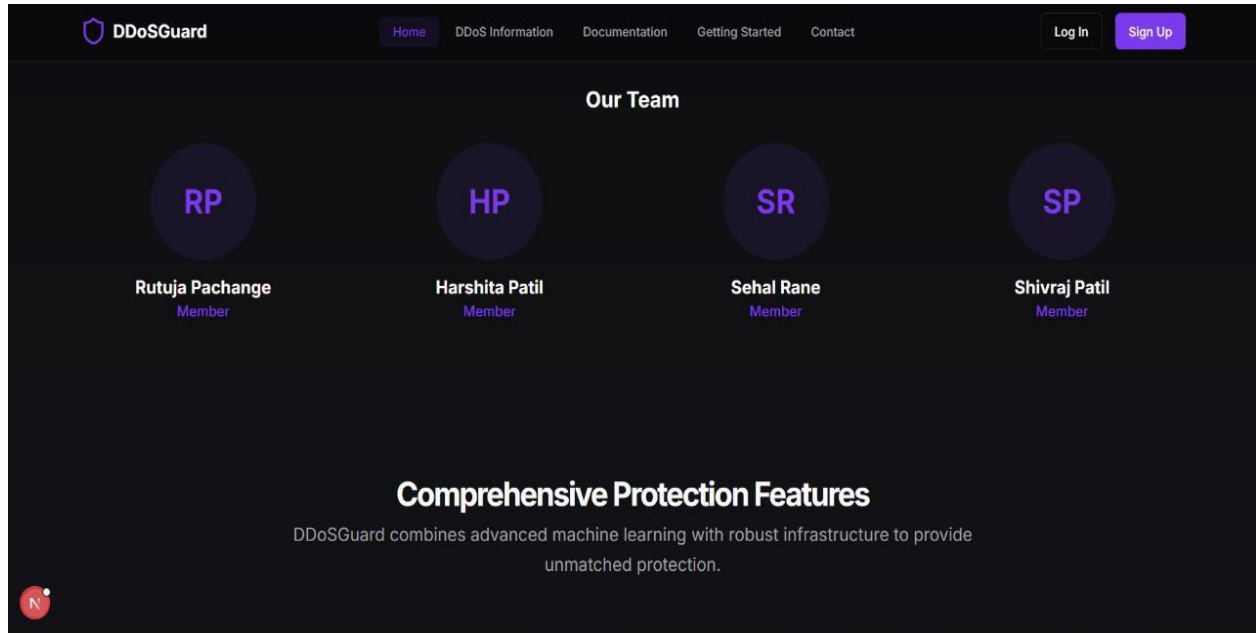 DDoSGuard
Home DDoS Information Documentation Getting Started Contact
Log In Sign Up
Our Team
RP HP SR SP
Rutuja Pachange Harshita Patil Sehal Rane Shivraj Patil
Member Member Member Member
Comprehensive Protection Features
DDoSGuard combines advanced machine learning with robust infrastructure to provide
unmatched protection.
N